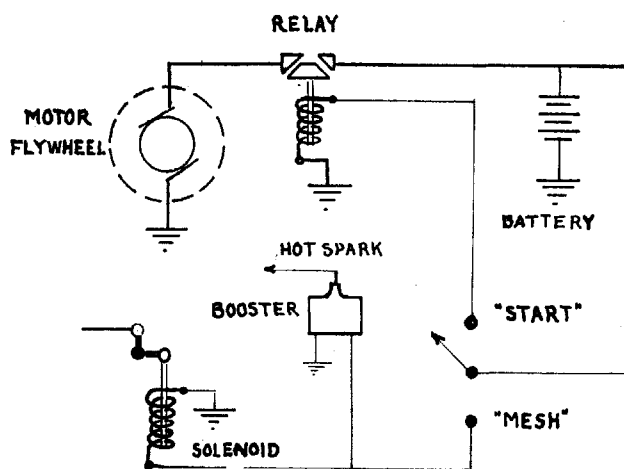 RELAY
MOTOR
FLYWHEEL
BATTERY
HOT SPARK
BOOSTER
"START"
"MESH"
SOLENOID